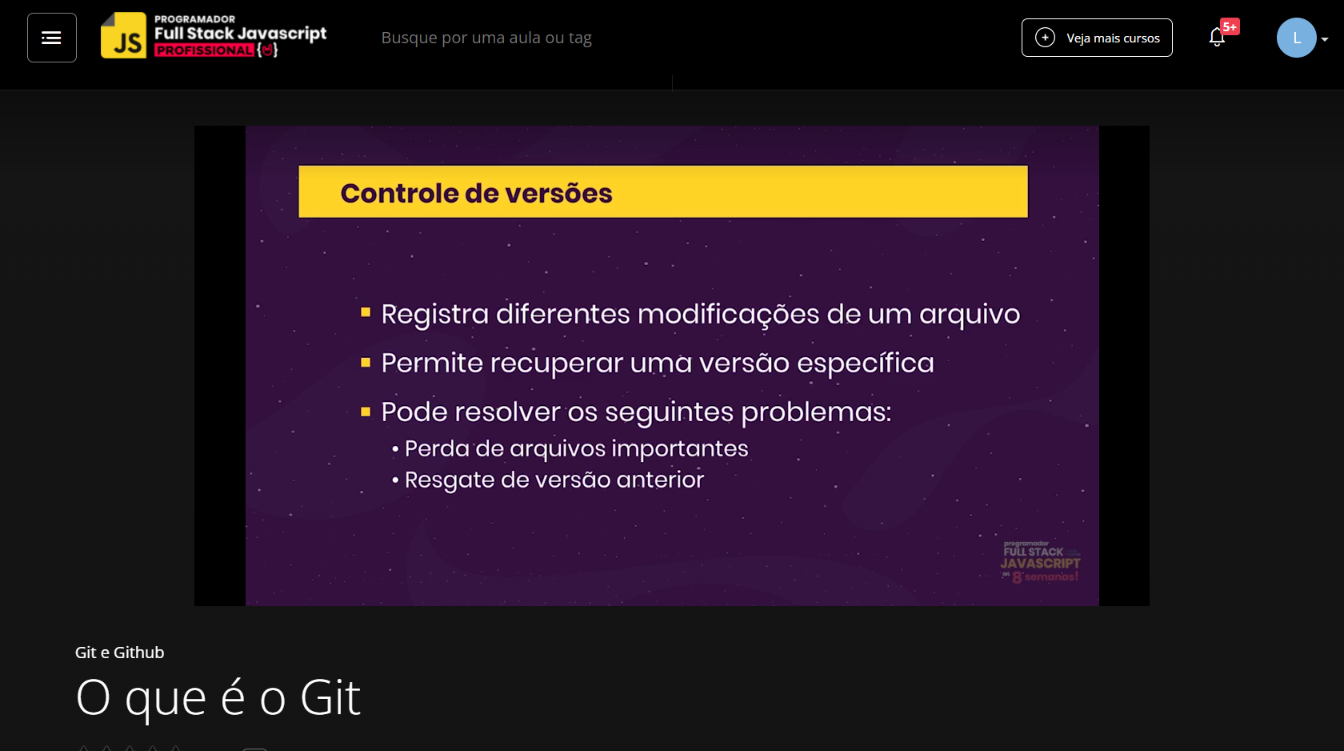 JS
PROGRAMADOR
Full Stack Javascript
PROFISSIONAL
Busque por uma aula ou tag
Veja mais cursos
5+
L
Controle de versões
Registra diferentes modificações de um arquivo
Permite recuperar uma versão específica
Pode resolver os seguintes problemas:
• Perda de arquivos importantes
• Resgate de versão anterior
programador
FULL STACK
JAVASCRIPT
8 semanas!
Git e Github
O que é o Git